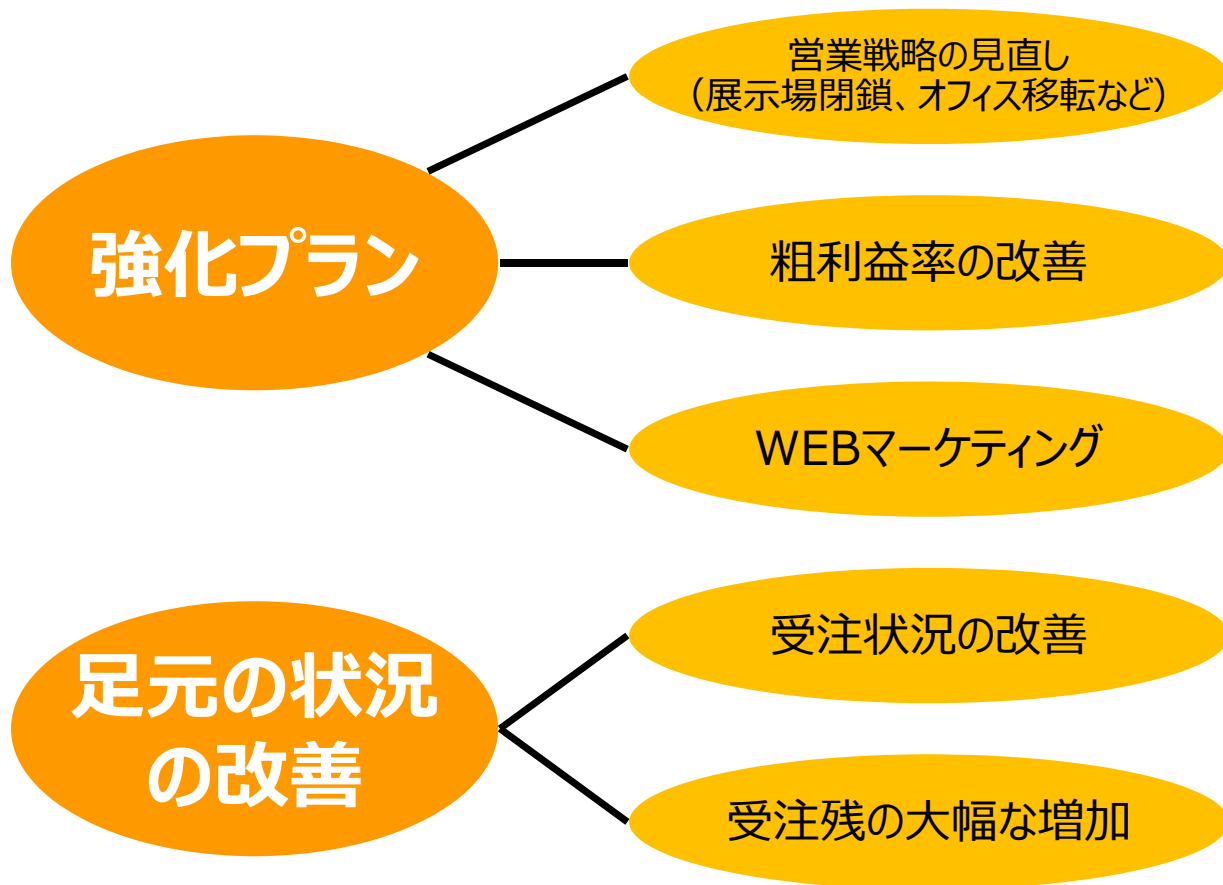 強化プラン
営業戦略の見直し
（展示場閉鎖、オフィス移転など）
粗利益率の改善
WEBマーケティング
足元の状況
の改善
受注状況の改善
受注残の大幅な増加